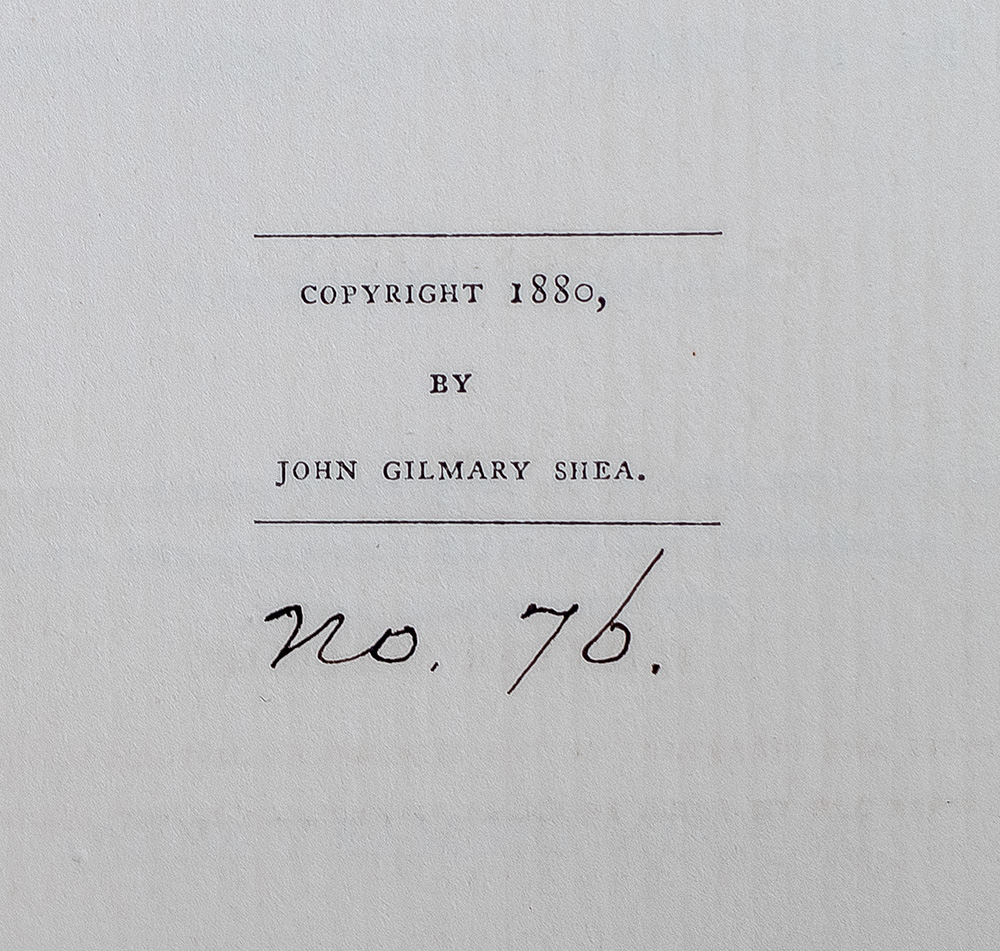 COPYRIGHT 1880,
BY
JOHN GILMARY SHEA.
No. 76.